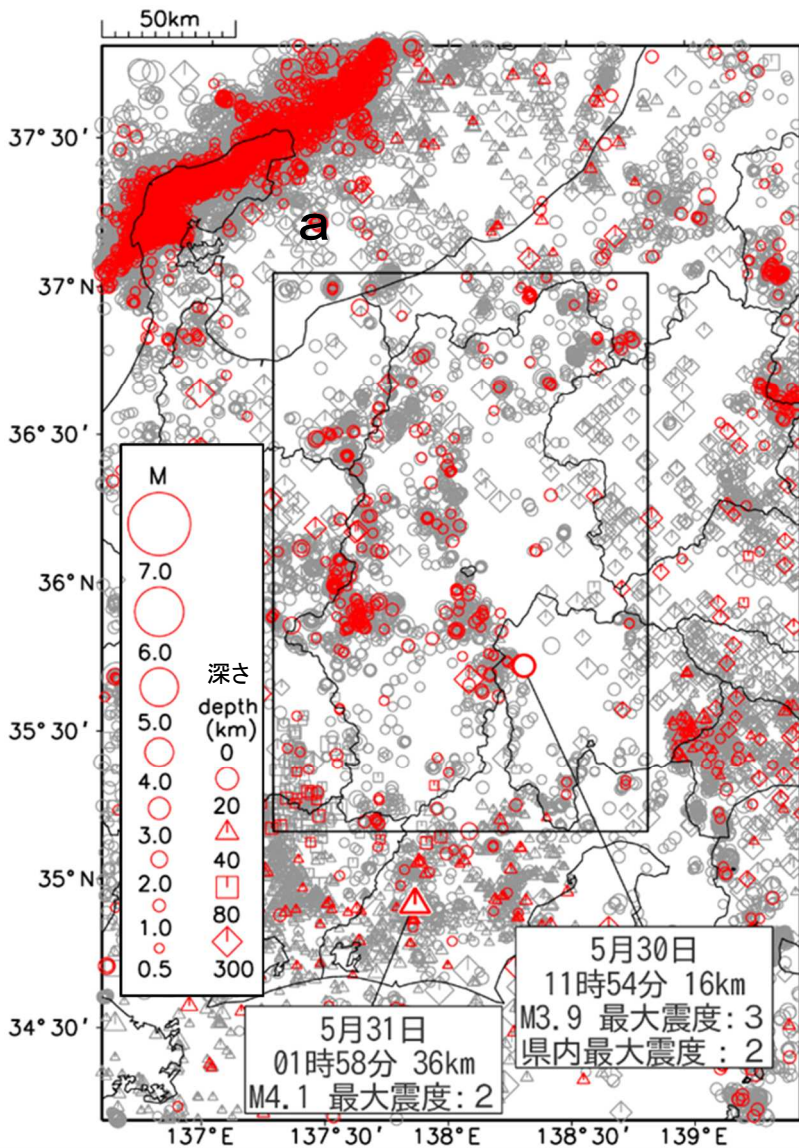 50km
37° 30′
a
37° N
36° 30′
M
7.0
36° N
6.0
深さ
depth
(km)
5.0
0
35° 30′
4.0
20
3.0
40
2.0
80
1.0
35° N
0.5
300
5月30日
11時54分 16km
M3.9 最大震度:3
県内最大震度:2
34° 30′
5月31日
01時58分 36km
M4.1 最大震度:2
137° E
137° 30′ E
138° E
138° 30′ E
139° E